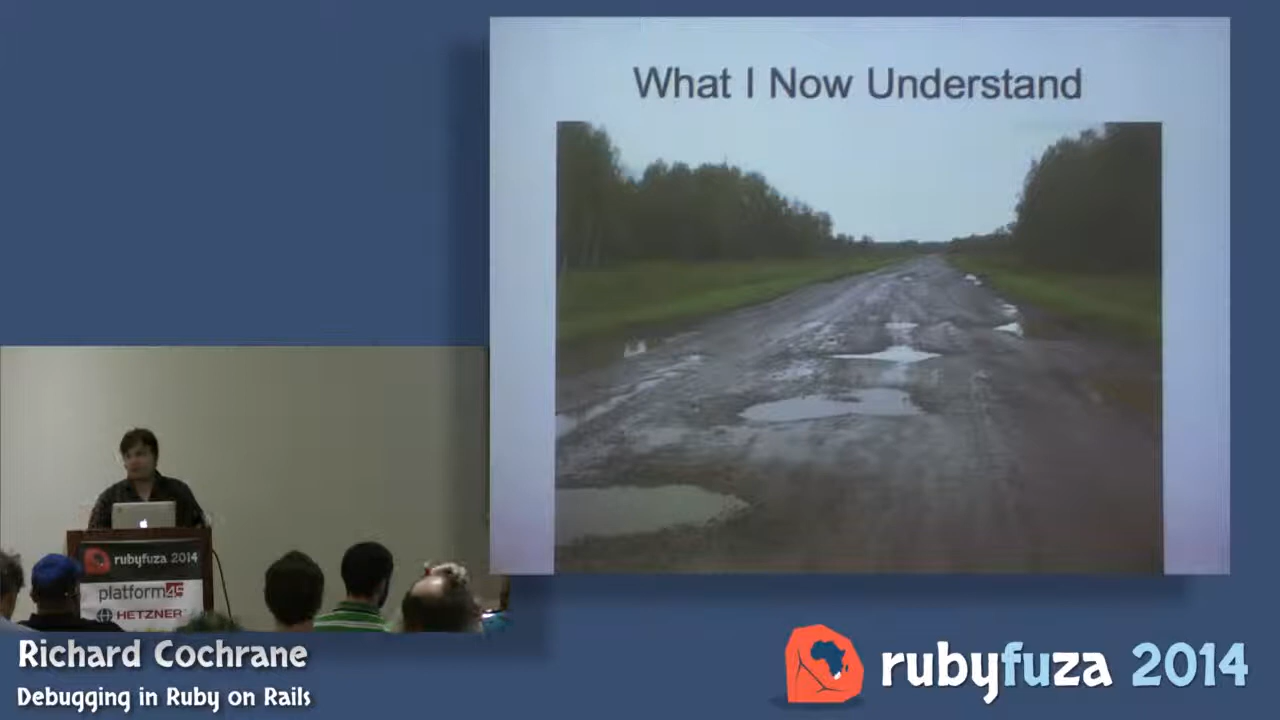 What I Now Understand
rubyfuza 2014
platform45
HETZNER
Richard Cochrane
Debugging in Ruby on Rails
rubyfuza 2014